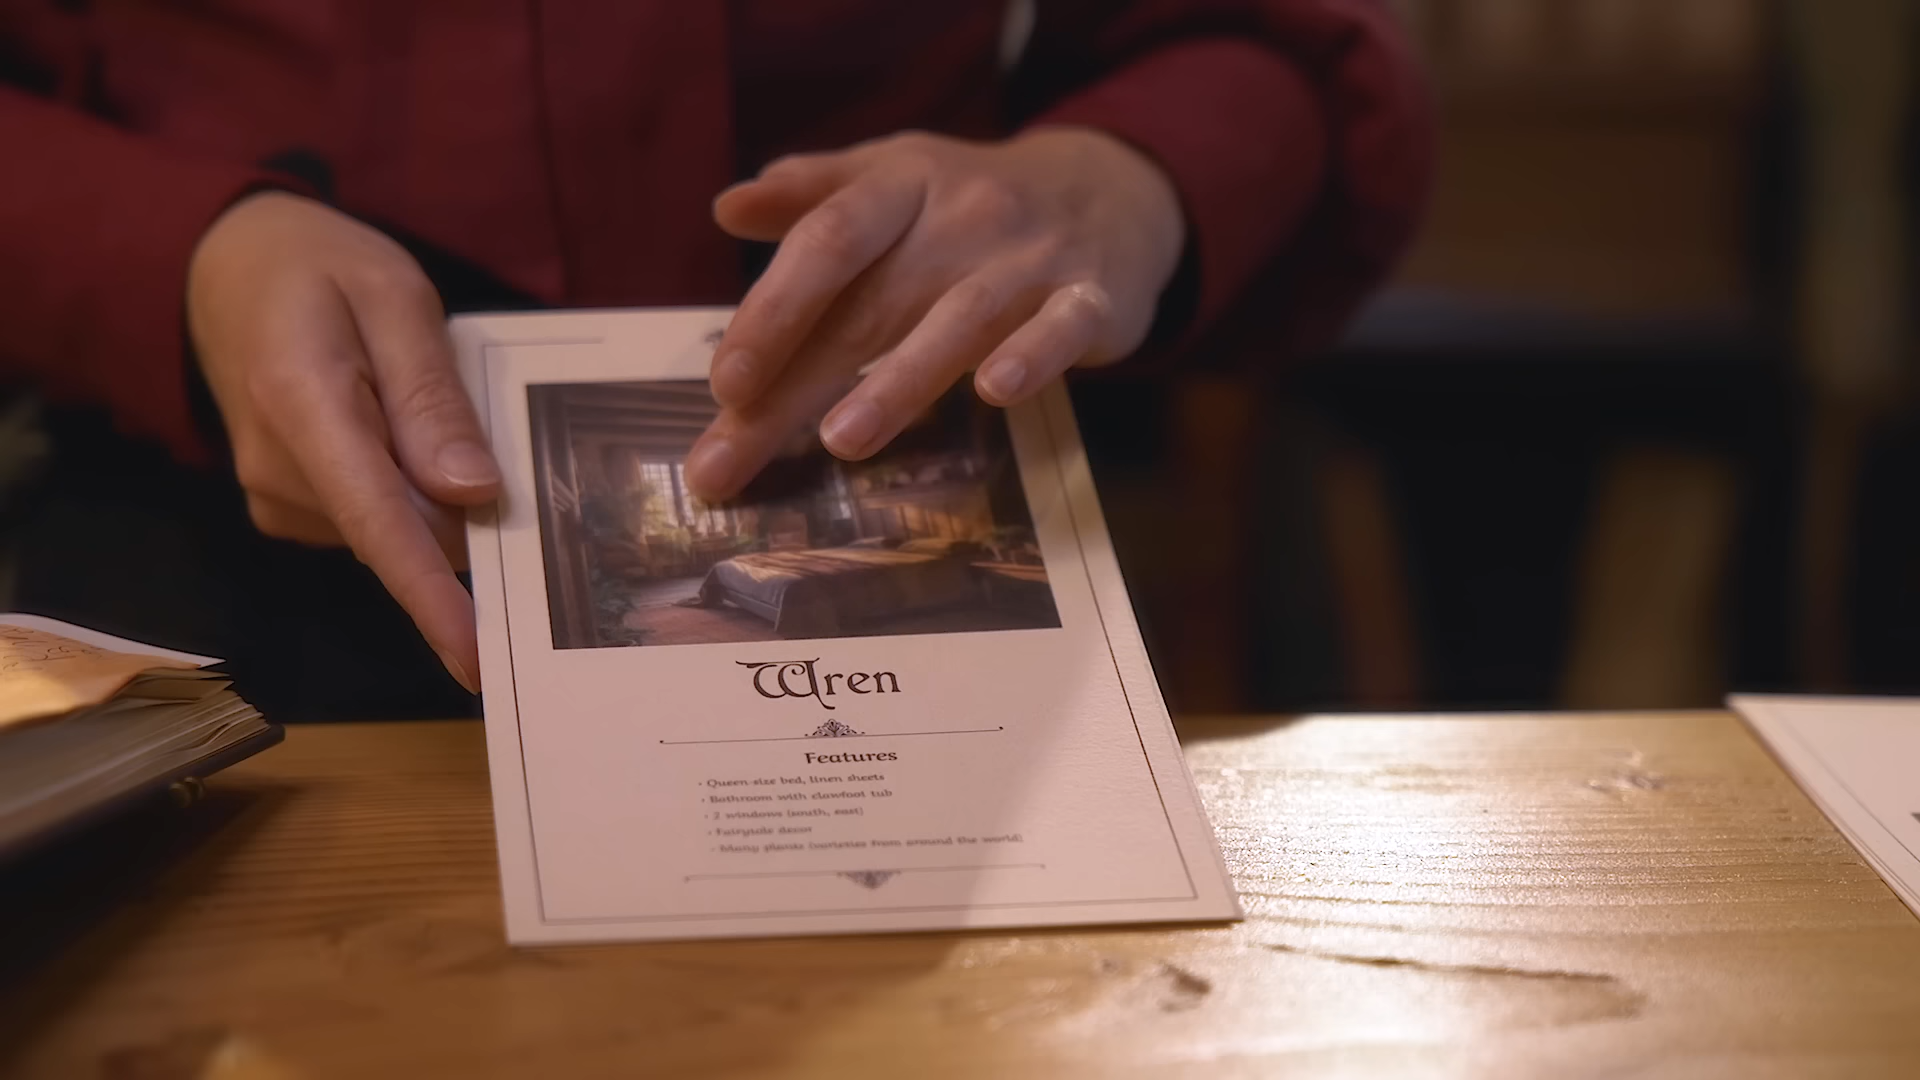 Wren
Features
• Queen-size bed, linen sheets
• Bathroom with clawfoot tub
• 2 windows (south, east)
• Fairytale decor
• Many plants (varieties from around the world)